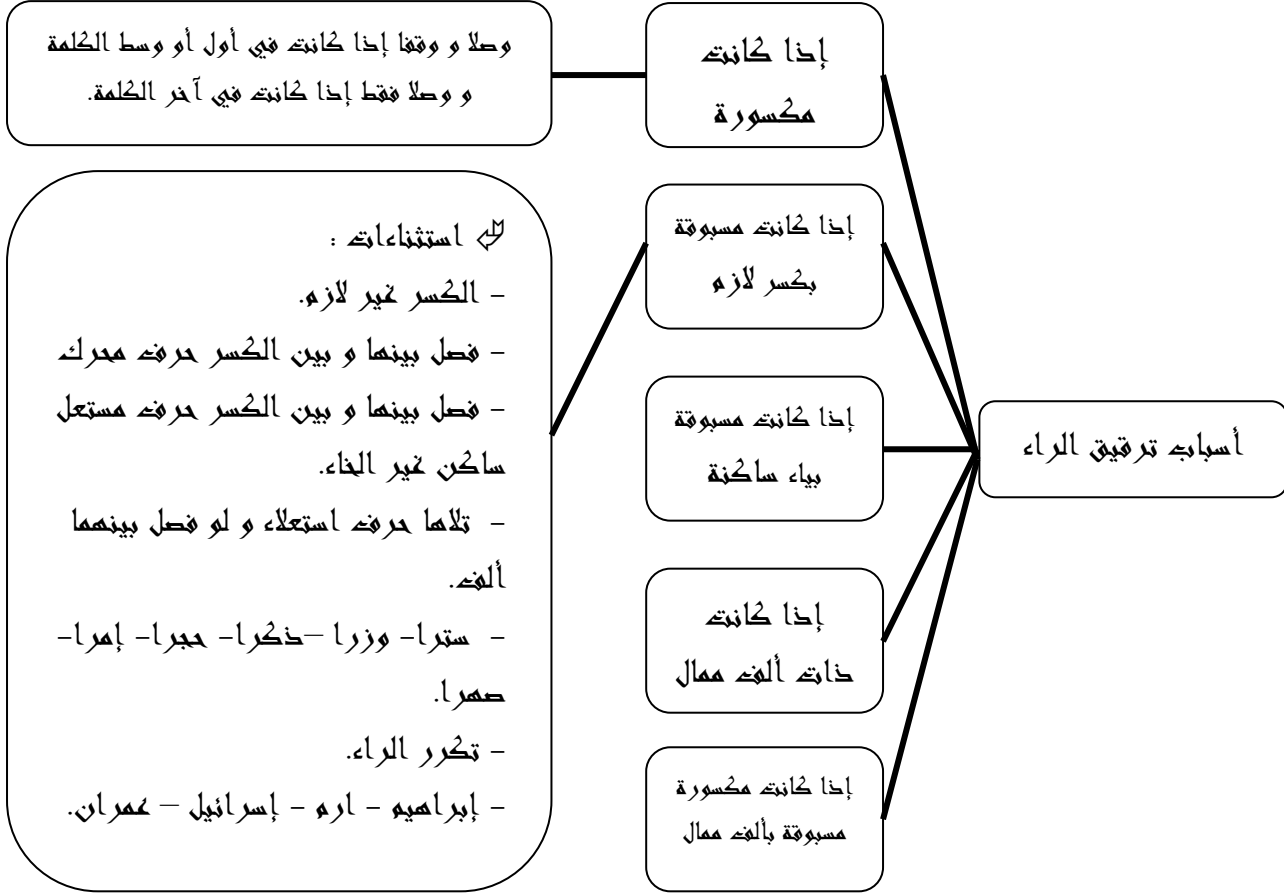 أسباب ترقيق الراء
إذا كانت
مكسورة
وصلا و وقفا إذا كانت في أول أو وسط الكلمة
و وصلا فقط إذا كانت في آخر الكلمة.
إذا كانت مسبوقة
بكسر لازم
استثناءات :
- الكسر غير لازم.
- فصل بينها و بين الكسر حرف محرك
- فصل بينها و بين الكسر حرف مستعل
ساكن غير الخاء.
- تلاها حرف استعلاء و لو فصل بينهما
ألف.
- سترا- وزرا –ذكرا- حجرا- إمرا-
صهرا.
- تكرر الراء.
- إبراهيم - ارم - إسرائيل – عمران.
إذا كانت مسبوقة
بياء ساكنة
إذا كانت
ذات ألف ممال
إذا كانت مكسورة
مسبوقة بألف ممال